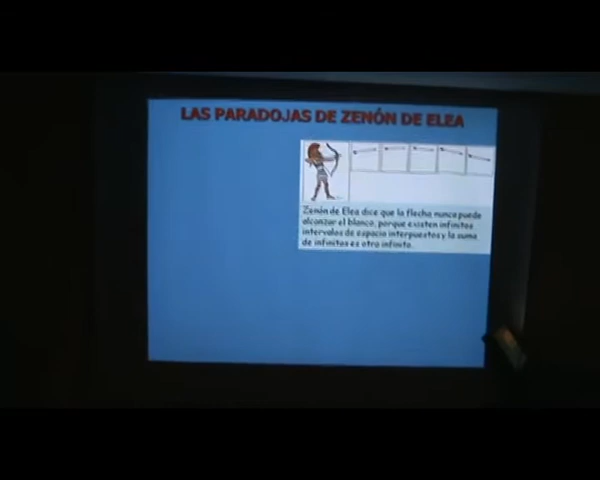 LAS PARADOJAS DE ZENÓN DE ELEA
Zenón de Elea dice que la flecha nunca puede
alcanzar el blanco, porque existen infinitos
intervalos de espacio interpuestos y la suma
de infinitos es otro infinito.